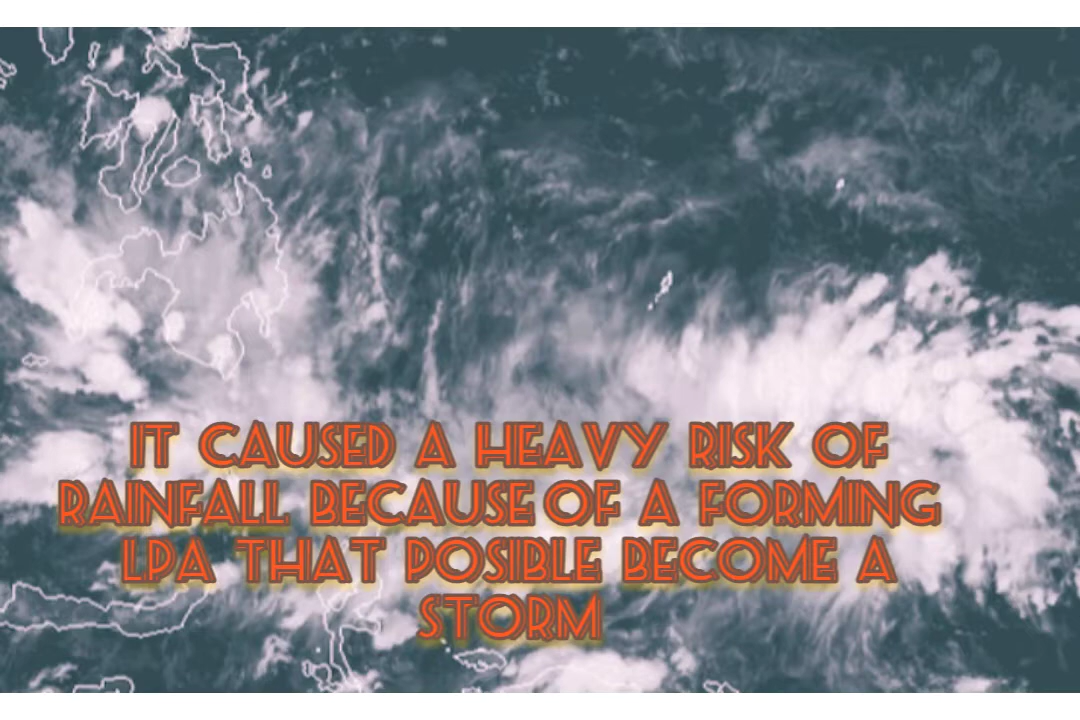 IT CAUSED A HEAVY RISK OF
RAINFALL BECAUSE OF A FORMING
LPA THAT POSIBLE BECOME A
STORM